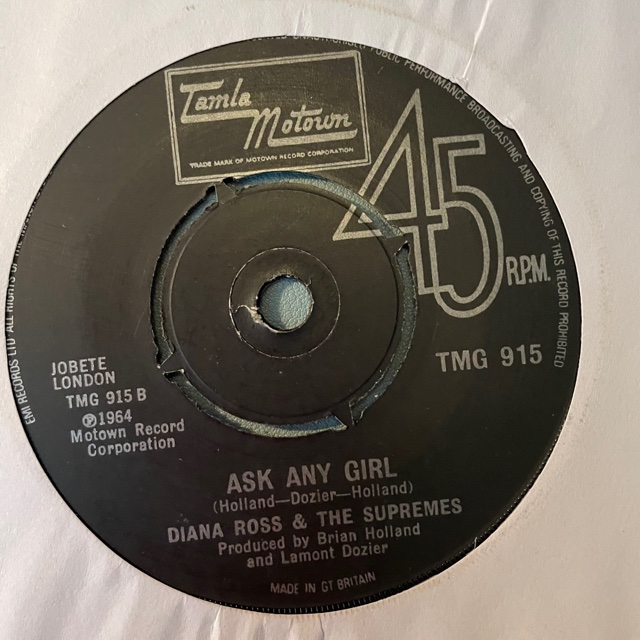 UNAUTHORISED PUBLIC PERFORMANCE BROADCASTING AND COPYING OF THIS RECORD PROHIBITED
Tamla
Motown
TRADE MARK OF MOTOWN RECORD CORPORATION
45
R.P.M.
TMG 915
EMI RECORDS LTD ALL RIGHTS OF THE
JOBETE
LONDON
TMG 915 B
Ⓟ1964
Motown Record
Corporation
ASK ANY GIRL
(Holland—Dozier—Holland)
DIANA ROSS & THE SUPREMES
Produced by Brian Holland
and Lamont Dozier
MADE IN GT BRITAIN